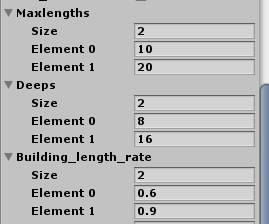 Maxlengths
Size 2
Element 0 10
Element 1 20
Deeps
Size 2
Element 0 8
Element 1 16
Building_length_rate
Size 2
Element 0 0.6
Element 1 0.9